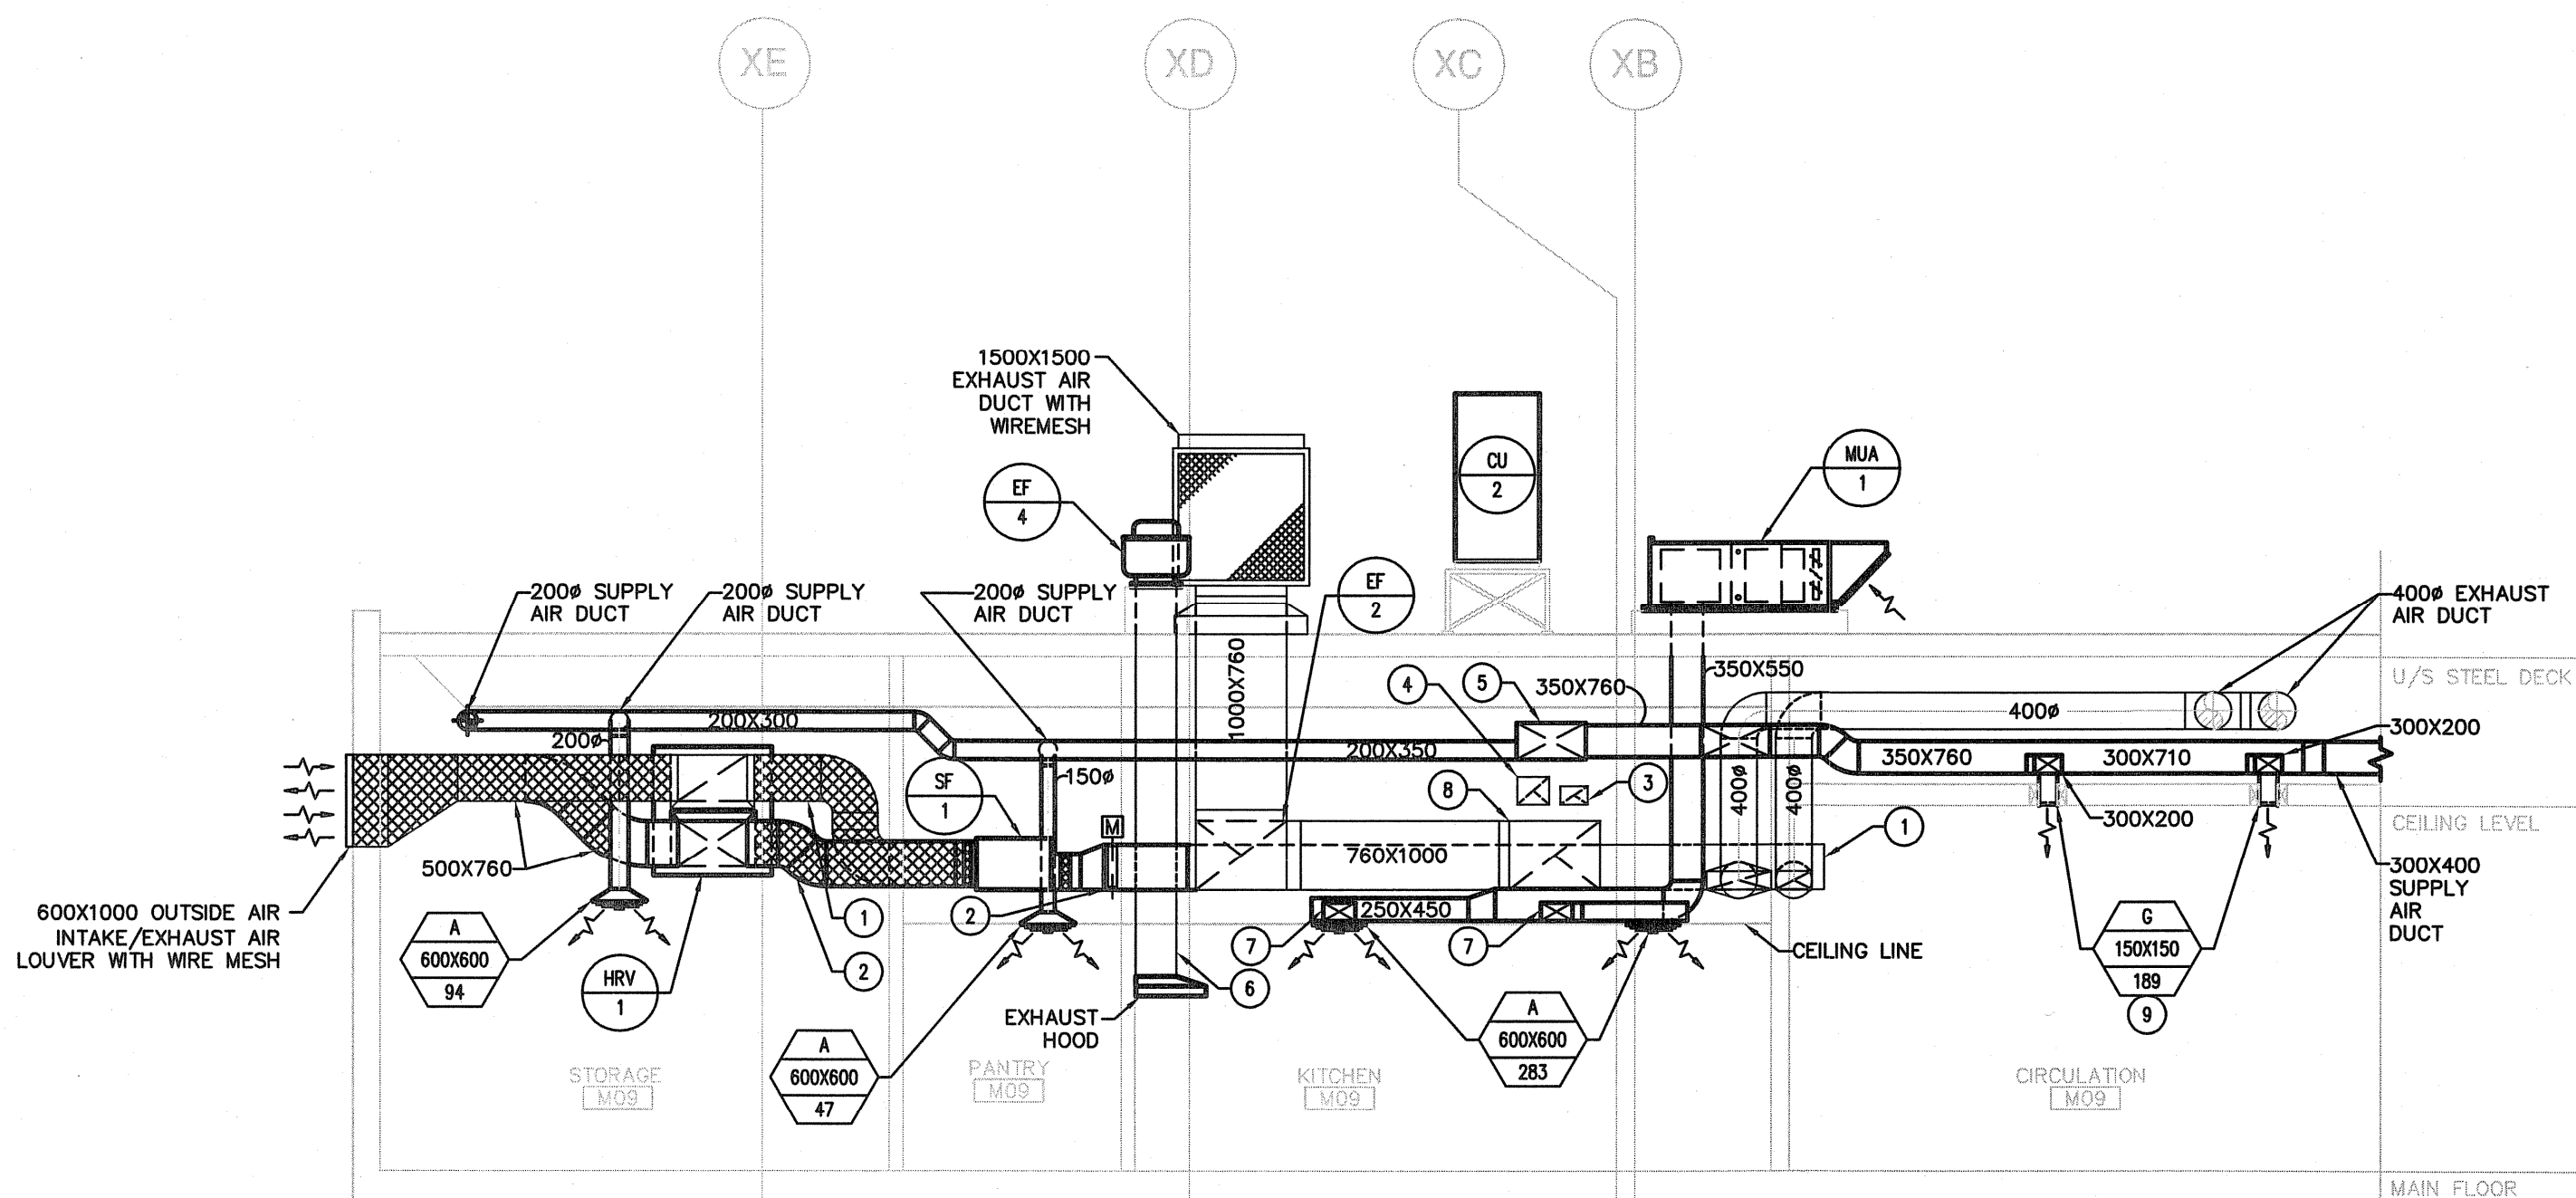 XE
XD
XC
XB
1500X1500
EXHAUST AIR
DUCT WITH
WIREMESH
EF
4
CU
2
MUA
1
EF
2
200ø SUPPLY
AIR DUCT
200ø SUPPLY
AIR DUCT
200ø SUPPLY
AIR DUCT
400ø EXHAUST
AIR DUCT
1000X760
350X550
U/S STEEL DECK
4
5
350X760
200X300
200ø
200X350
400ø
300X200
350X760
300X710
150ø
SF
1
3
8
400ø
400ø
M
300X200
CEILING LEVEL
1
760X1000
500X760
600X1000 OUTSIDE AIR
INTAKE/EXHAUST AIR
LOUVER WITH WIRE MESH
A
600X600
94
HRV
1
1
2
2
250X450
7
7
6
CEILING LINE
300X400
SUPPLY
AIR
DUCT
G
150X150
189
9
EXHAUST
HOOD
A
600X600
47
A
600X600
283
STORAGE
M09
PANTRY
M09
KITCHEN
M09
CIRCULATION
M09
MAIN FLOOR